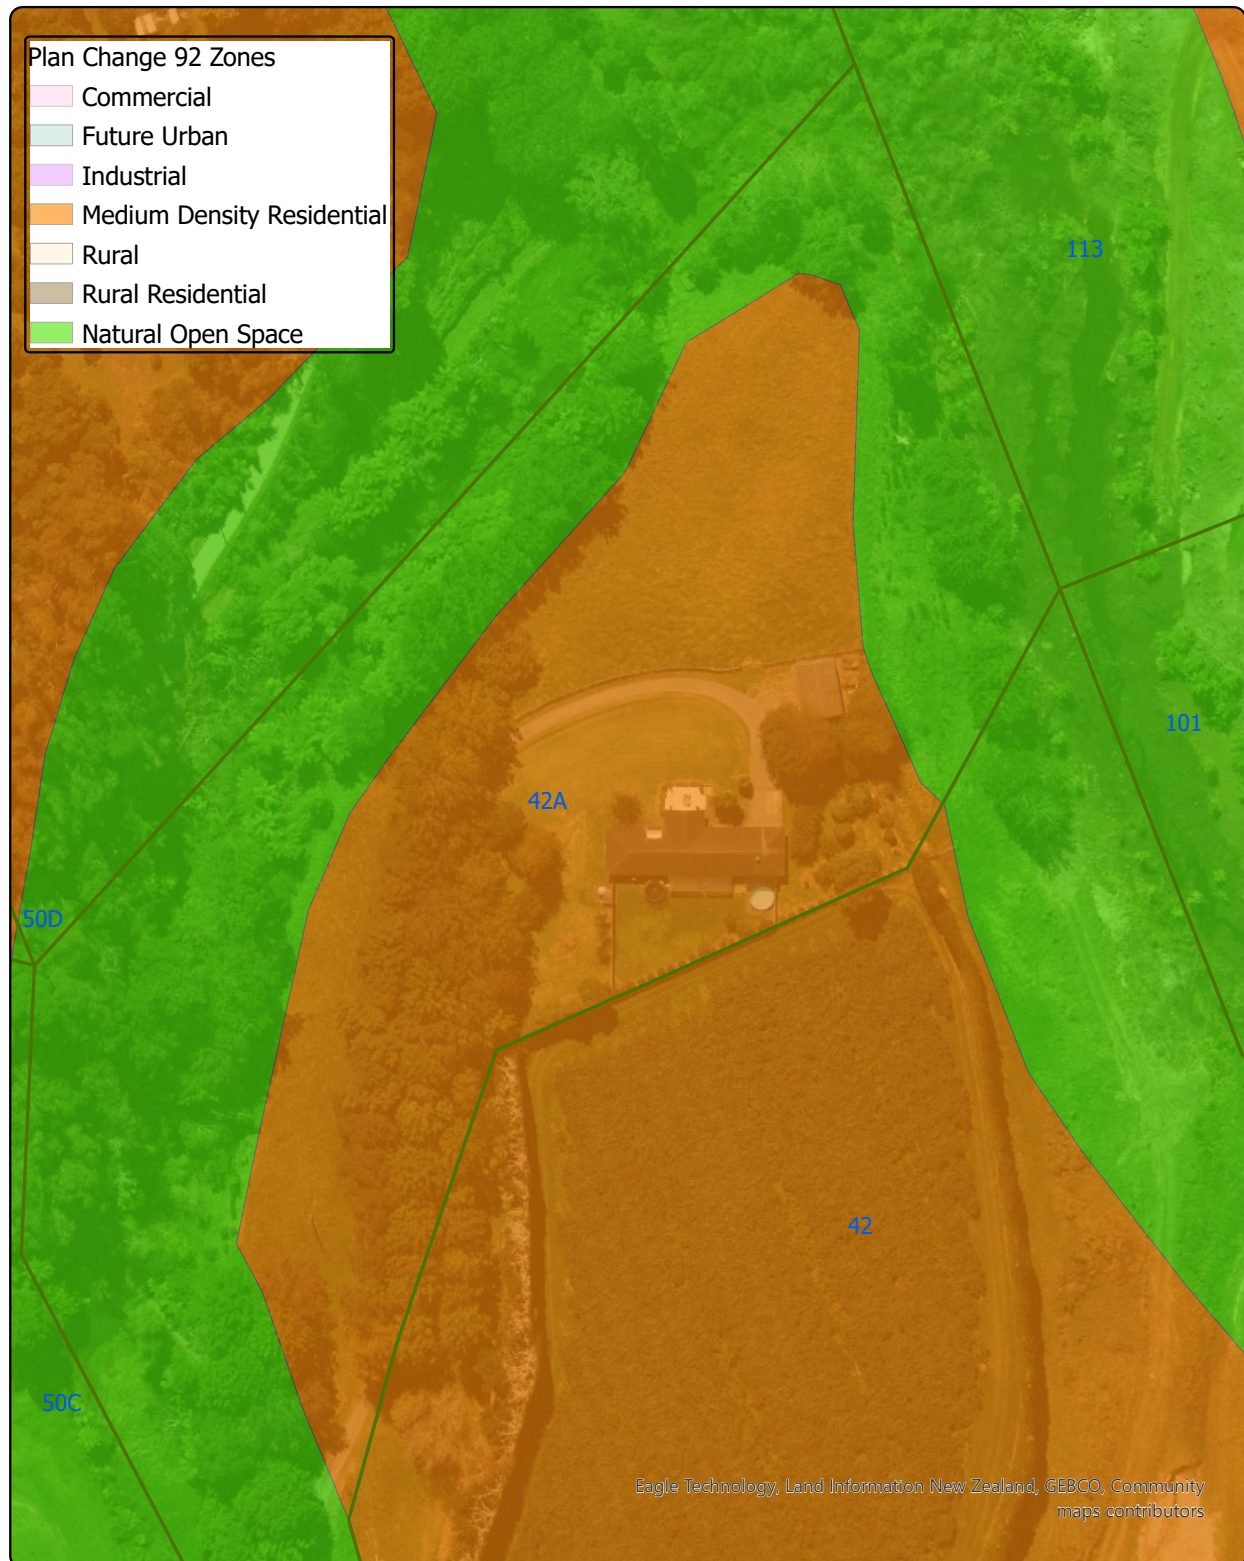 Plan Change 92 Zones
Commercial
Future Urban
Industrial
Medium Density Residential
Rural
Rural Residential
Natural Open Space
113
101
42A
50D
42
50C
Eagle Technology, Land Information New Zealand, GEBCO, Community
maps contributors